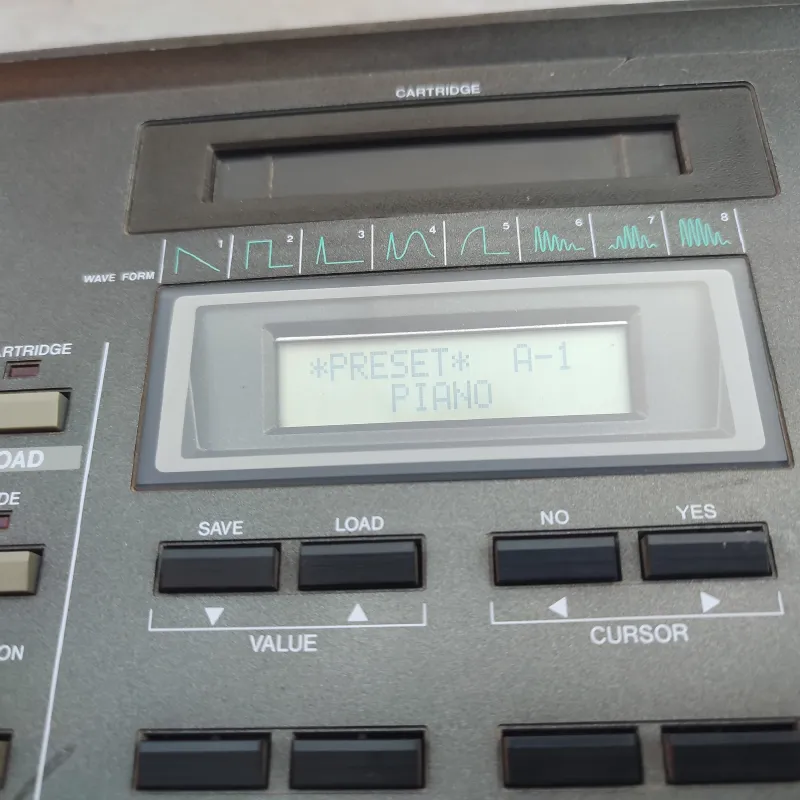 CARTRIDGE
WAVE FORM 1 2 3 4 5 6 7 8
ARTRIDGE
*PRESET* A-1
PIANO
OAD
DE
SAVE LOAD NO YES
VALUE CURSOR
ON